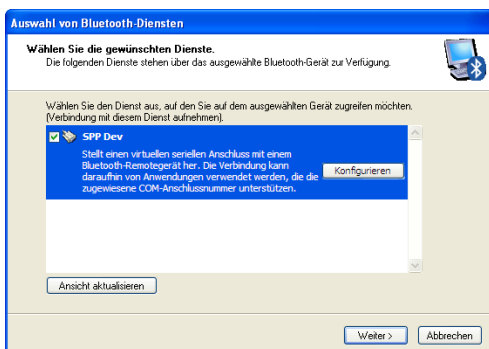 Auswahl von Bluetooth-Diensten
Wählen Sie die gewünschten Dienste.
Die folgenden Dienste stehen über das ausgewählte Bluetooth-Gerät zur Verfügung.
Wählen Sie den Dienst aus, auf den Sie auf dem ausgewählten Gerät zugreifen möchten.
(Verbindung mit diesem Dienst aufnehmen).
SPP Dev
Stellt einen virtuellen seriellen Anschluss mit einem
Bluetooth-Remotegerät her. Die Verbindung kann
daraufhin von Anwendungen verwendet werden, die die
zugewiesene COM-Anschlussnummer unterstützen.
Konfigurieren
Ansicht aktualisieren
Weiter >
Abbrechen